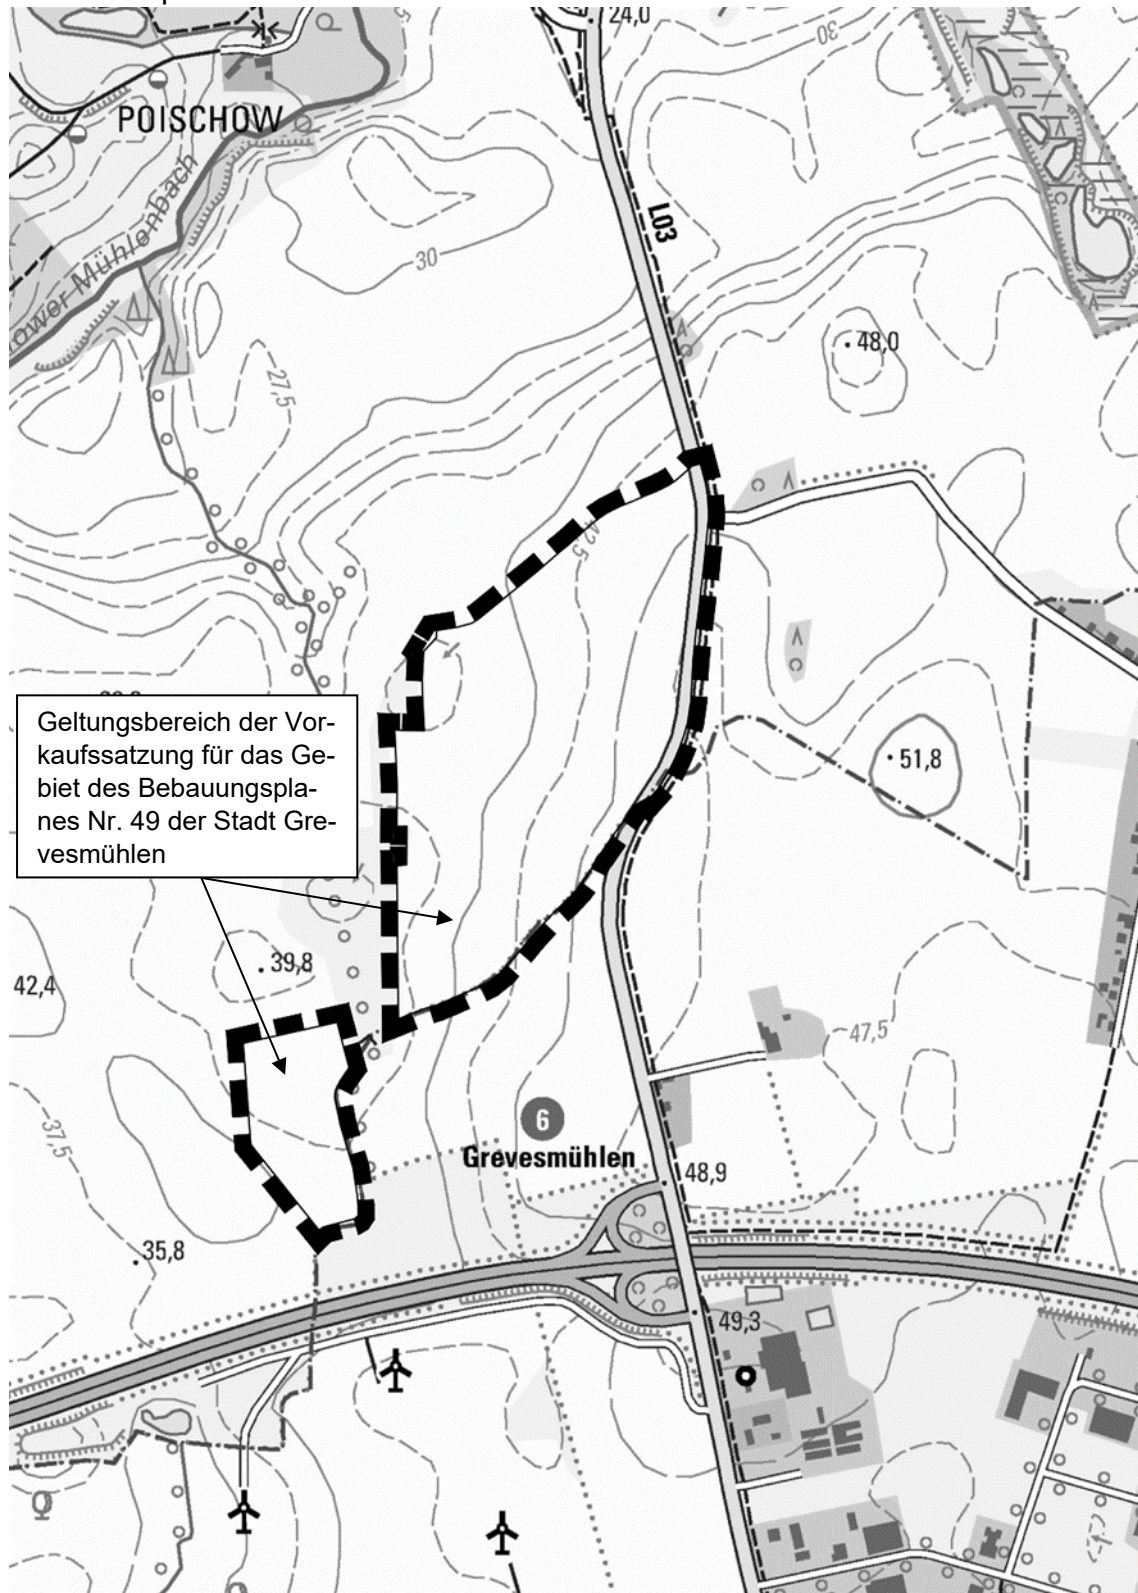 24,0
30
POISCHOW
L03
ower Mühlenbach
30
48,0
27,5
42,5
Geltungsbereich der Vor-
kaufssatzung für das Ge-
biet des Bebauungspla-
nes Nr. 49 der Stadt Gre-
vesmühlen
51,8
39,8
42,4
47,5
6
Grevesmühlen
37,5
48,9
35,8
49,3